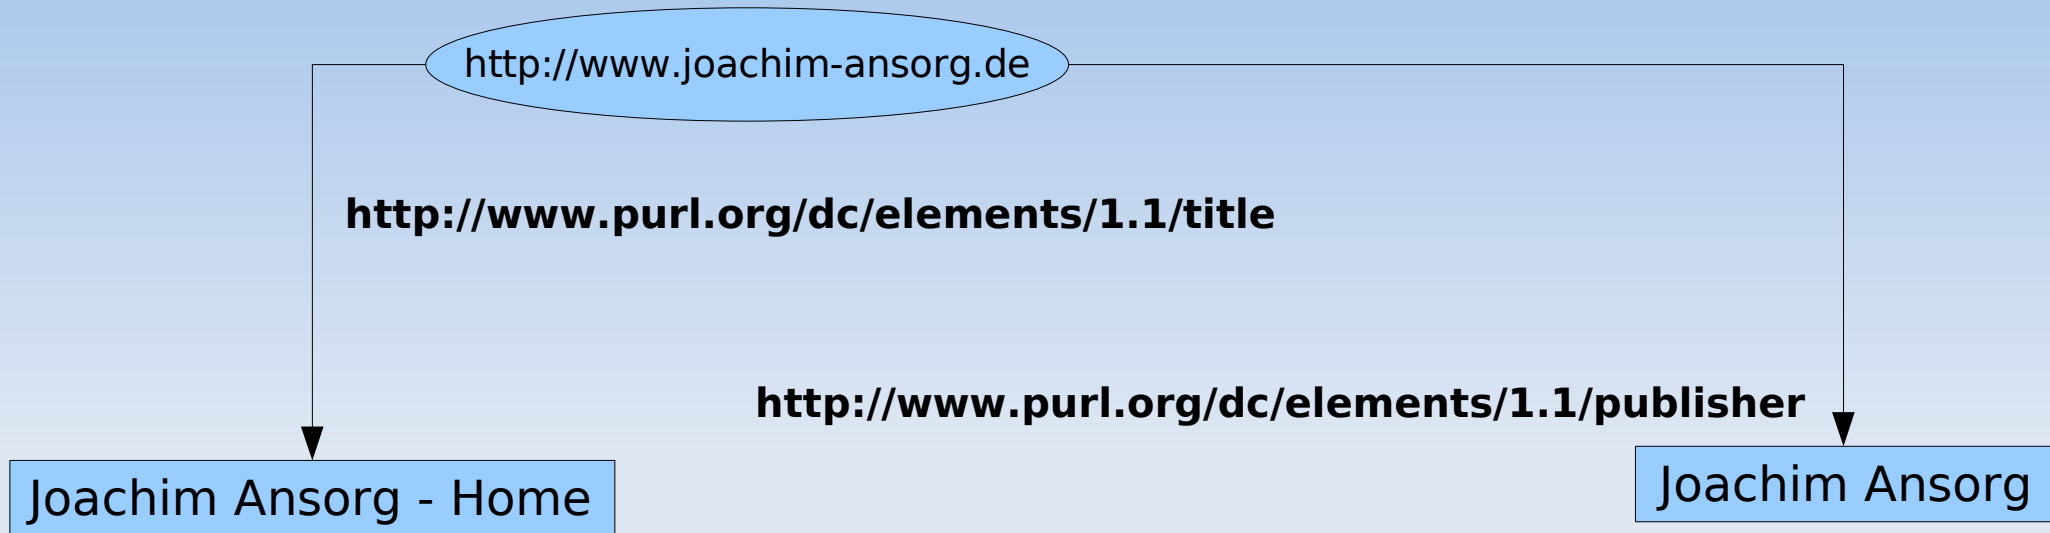 http://www.joachim-ansorg.de
http://www.purl.org/dc/elements/1.1/title
http://www.purl.org/dc/elements/1.1/publisher
Joachim Ansorg - Home
Joachim Ansorg